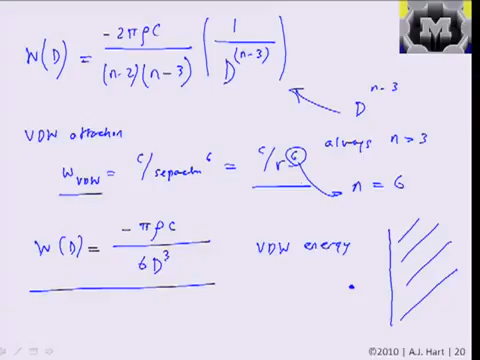 W(D) = -2πρC / (n-2)(n-3) ( 1 / D^(n-3) )
D^n-3
VDW attraction
always n > 3
W_VDW = C/separation^6 = C/r^6
n = 6
W(D) = -πρC / 6D^3
VDW energy
©2010 | A.J. Hart | 20
M